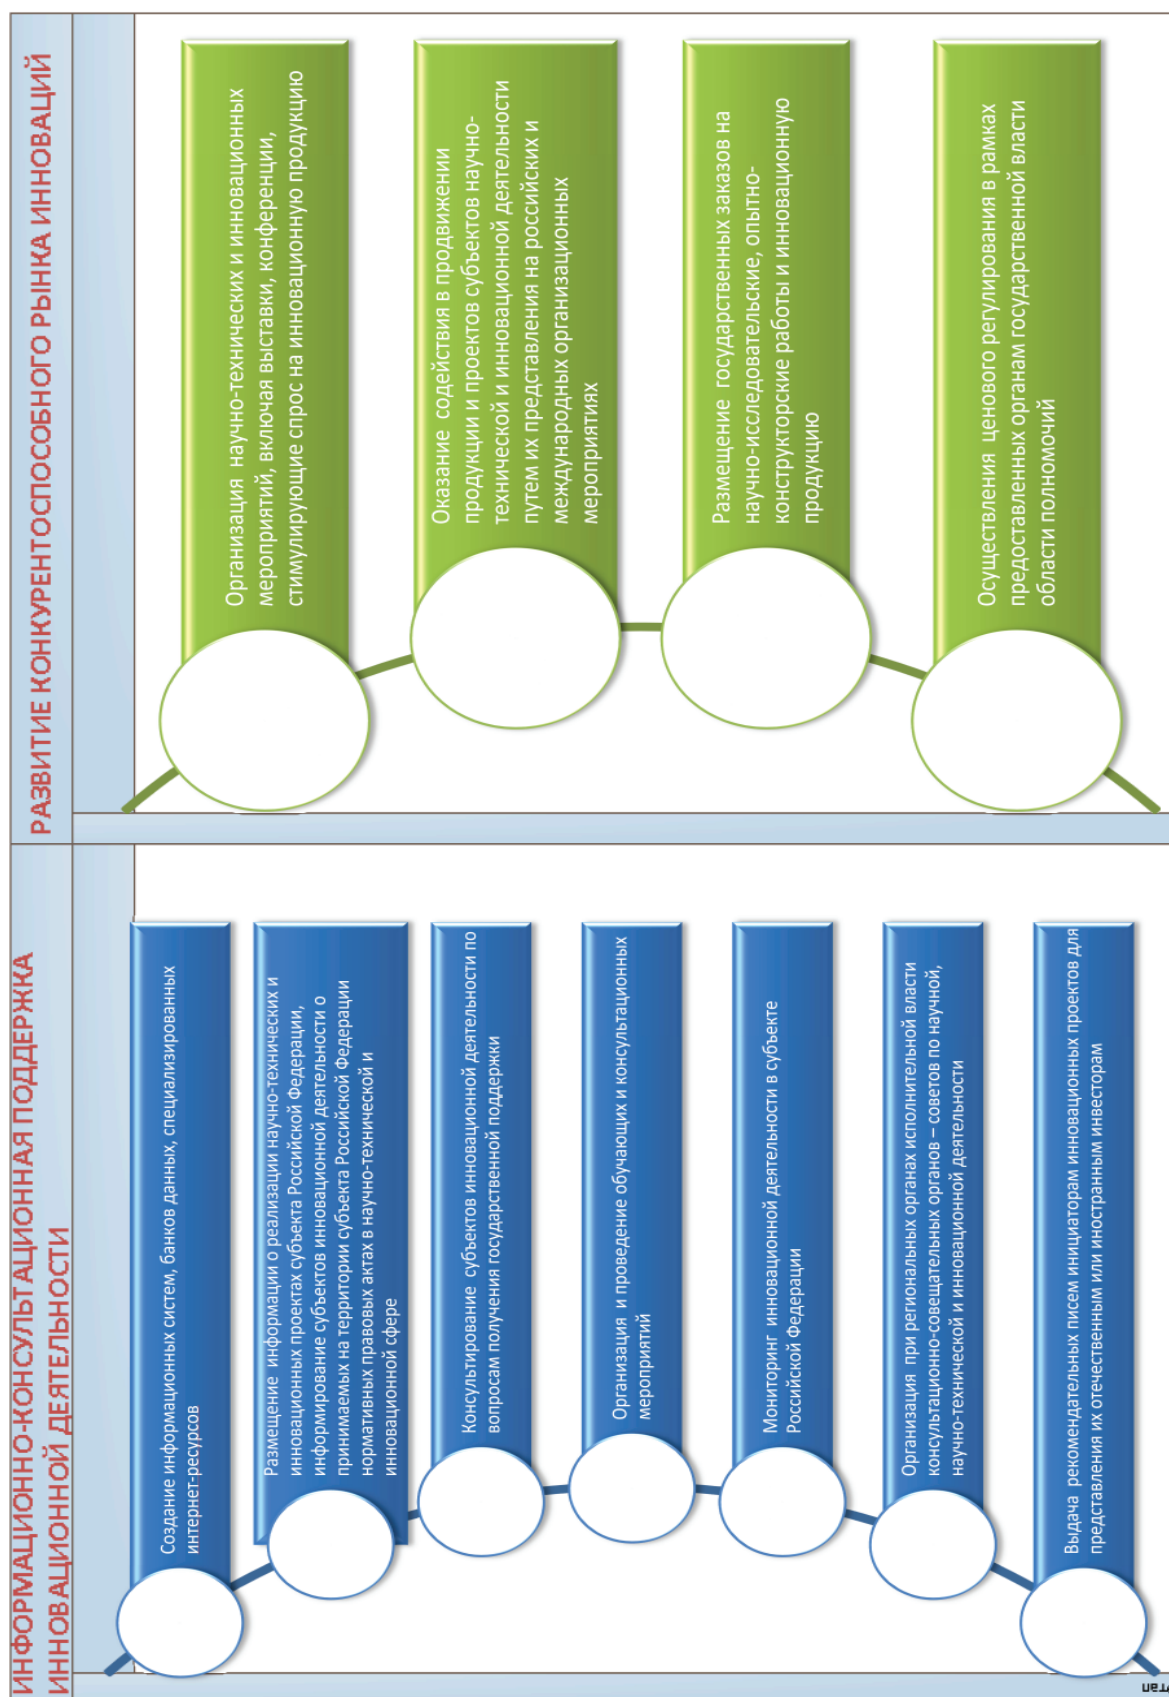 ИНФОРМАЦИОННО-КОНСУЛЬТАЦИОННАЯ ПОДДЕРЖКА
ИННОВАЦИОННОЙ ДЕЯТЕЛЬНОСТИ
Создание информационных систем, банков данных, специализированных
интернет-ресурсов
Размещение информации о реализации научно-технических и
инновационных проектах субъекта Российской Федерации,
информирование субъектов инновационной деятельности о
принимаемых на территории субъекта Российской Федерации
нормативных правовых актах в научно-технической и
инновационной сфере
Консультирование субъектов инновационной деятельности по
вопросам получения государственной поддержки
Организация и проведение обучающих и консультационных
мероприятий
Мониторинг инновационной деятельности в субъекте
Российской Федерации
Организация при региональных органах исполнительной власти
консультационно-совещательных органов – советов по научной,
научно-технической и инновационной деятельности
Выдача рекомендательных писем инициаторам инновационных проектов для
представления их отечественным или иностранным инвесторам
РАЗВИТИЕ КОНКУРЕНТОСПОСОБНОГО РЫНКА ИННОВАЦИЙ
Организация научно-технических и инновационных
мероприятий, включая выставки, конференции,
стимулирующие спрос на инновационную продукцию
Оказание содействия в продвижении
продукции и проектов субъектов научно-
технической и инновационной деятельности
путем их представления на российских и
международных организационных
мероприятиях
Размещение государственных заказов на
научно-исследовательские, опытно-
конструкторские работы и инновационную
продукцию
Осуществления ценового регулирования в рамках
предоставленных органам государственной власти
области полномочий